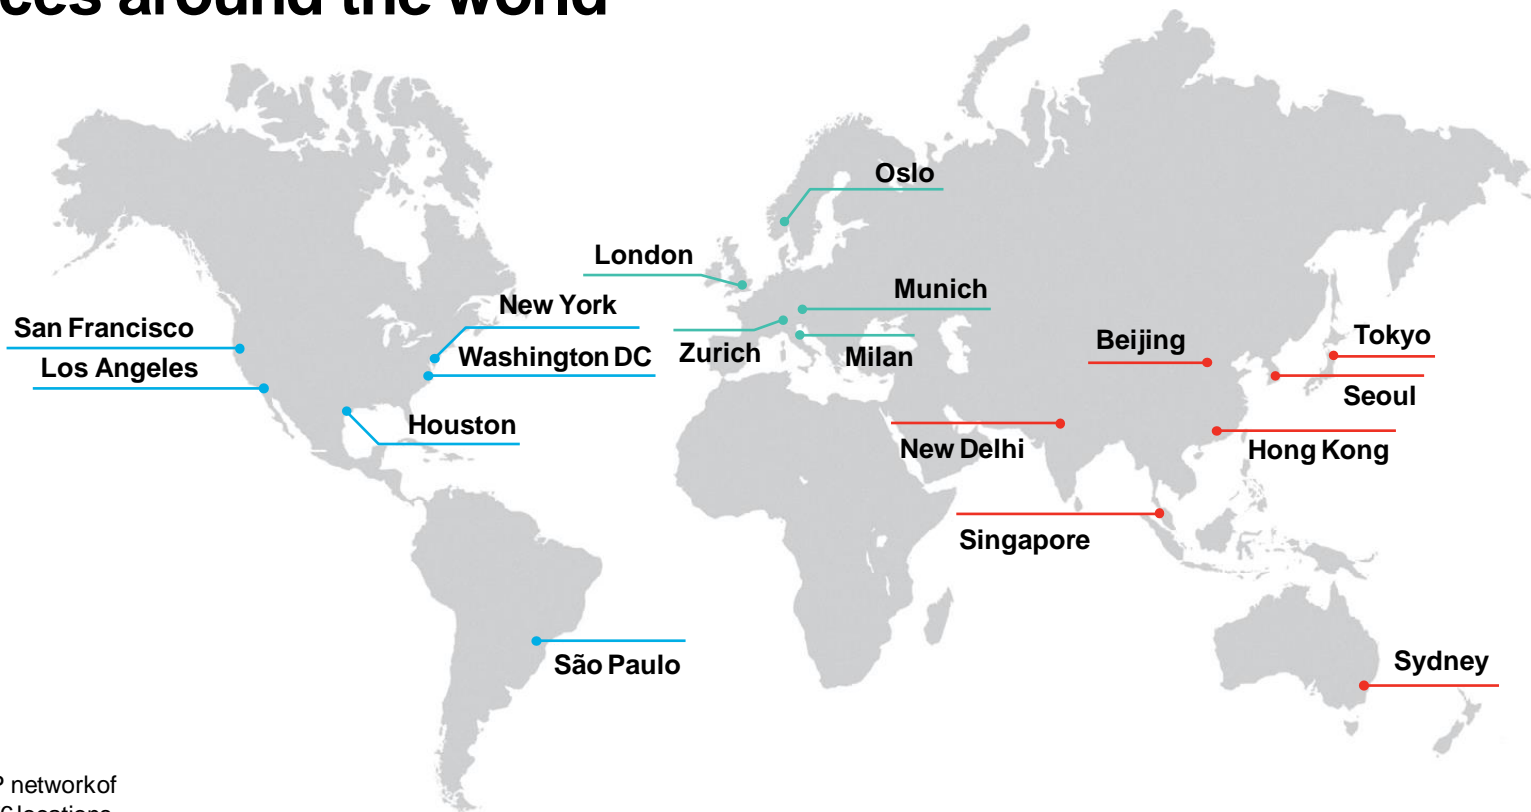 around the world
Oslo
London
Munich
New York
San Francisco
Beijing
Tokyo
Zurich
Milan
Washington DC
Los Angeles
Seoul
Houston
New Delhi
Hong Kong
Singapore
São Paulo
Sydney
networkof
locations